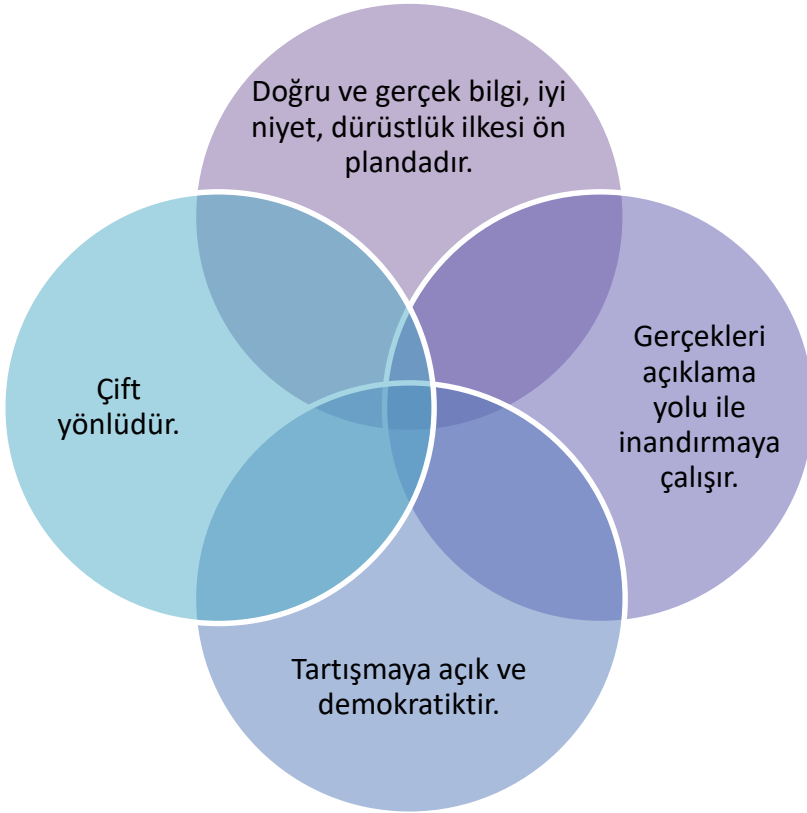 Doğru ve gerçek bilgi, iyi
niyet, dürüstlük ilkesi ön
plandadır.
Gerçekleri
açıklama
yolu ile
inandırmaya
çalışır.
Tartışmaya açık ve
demokratiktir.
Çift
yönlüdür.